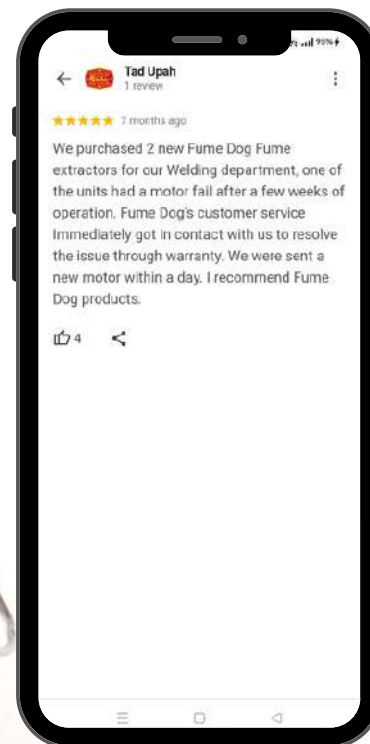 95%
Tad Upah
1 review
7 months ago
We purchased 2 new Fume Dog Fume
extractors for our Welding department, one of
the units had a motor fail after a few weeks of
operation. Fume Dog's customer service
Immediately got in contact with us to resolve
the issue through warranty. We were sent a
new motor within a day. I recommend Fume
Dog products.
4